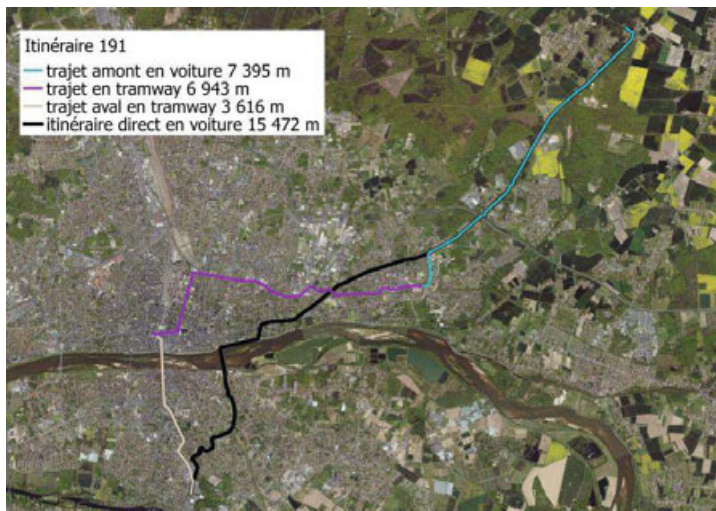 Itinéraire 191
trajet amont en voiture 7 395 m
trajet en tramway 6 943 m
trajet aval en tramway 3 616 m
itinéraire direct en voiture 15 472 m